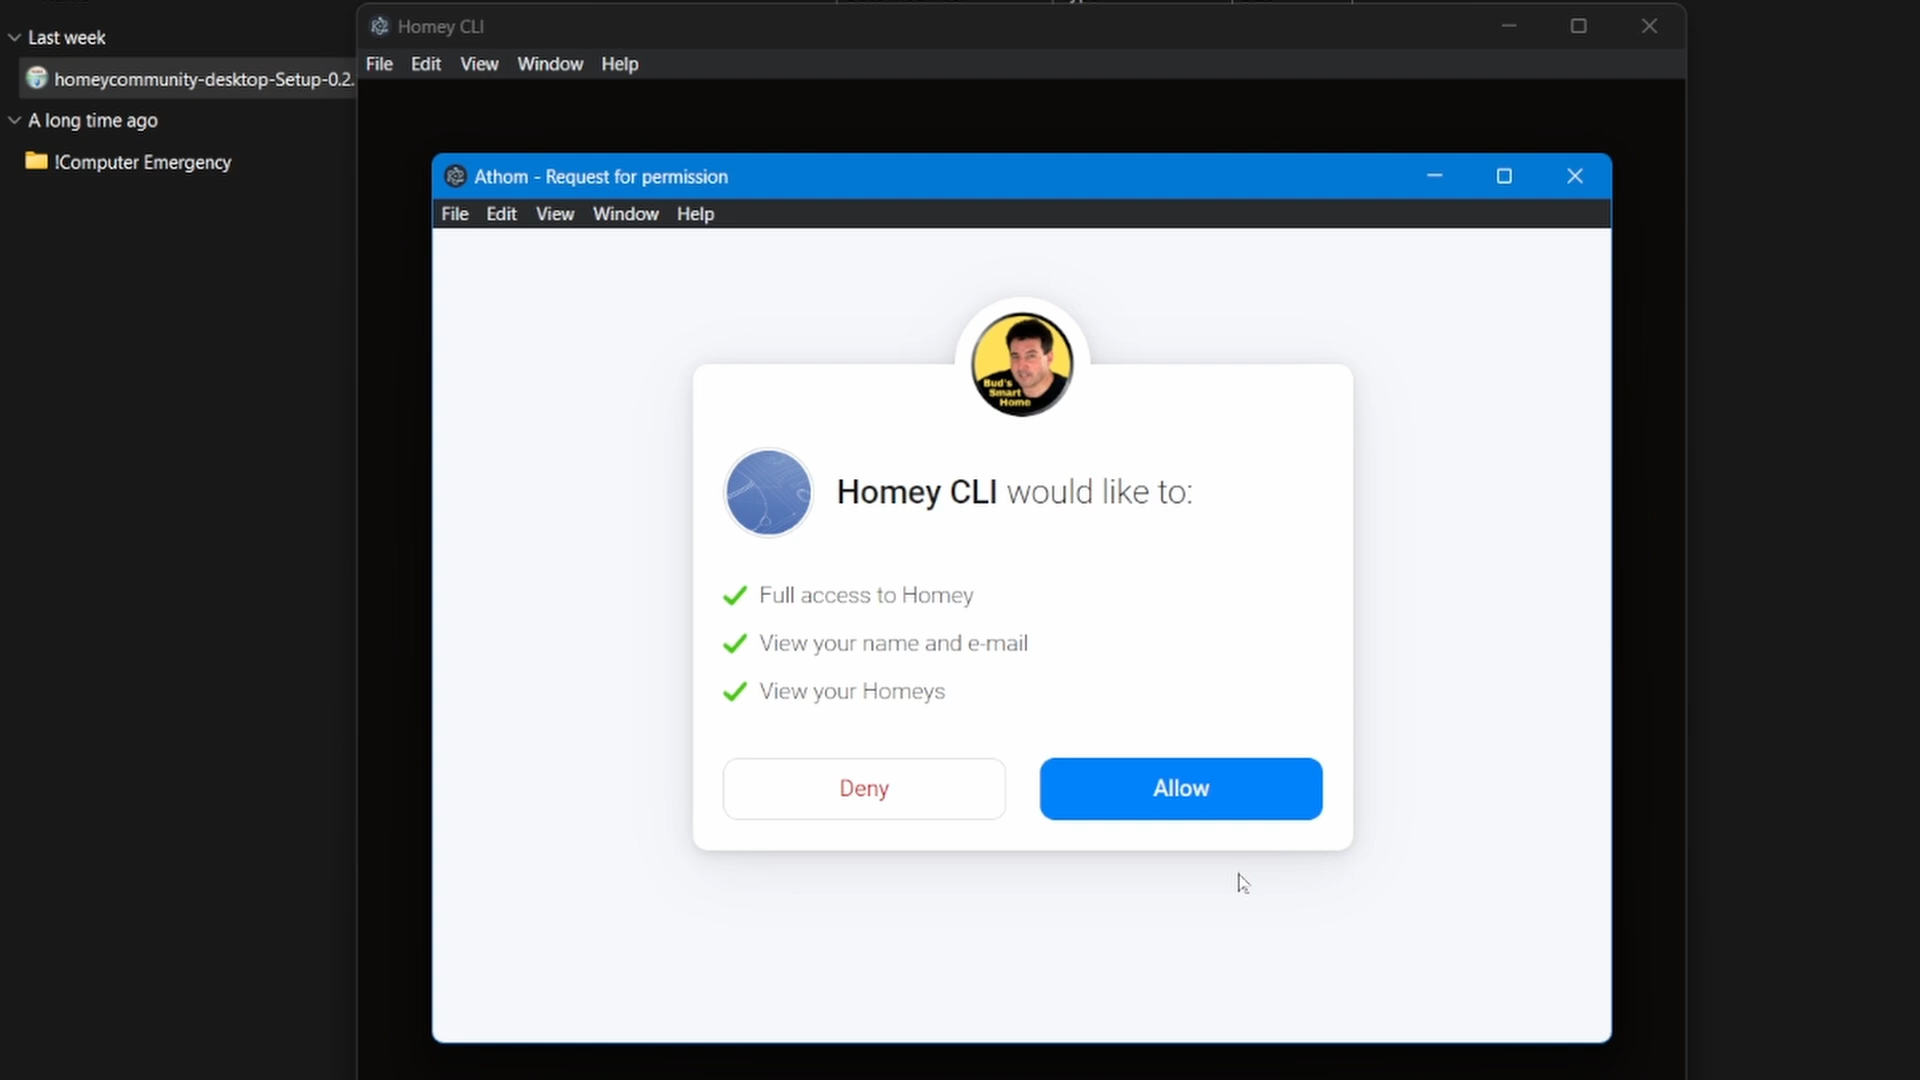 Last week
homeycommunity-desktop-Setup-0.2.
A long time ago
!Computer Emergency
Homey CLI
File Edit View Window Help
Athom - Request for permission
File Edit View Window Help
Bud's
Smart
Home
Homey CLI would like to:
Full access to Homey
View your name and e-mail
View your Homeys
Deny Allow